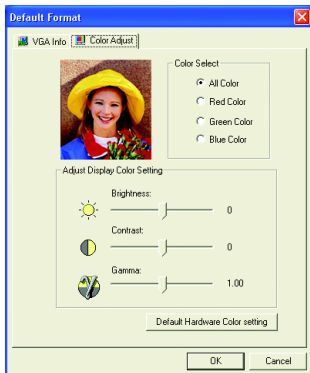 Default Format
VGA Info Color Adjust
Color Select
All Color
Red Color
Green Color
Blue Color
Adjust Display Color Setting
Brightness:
0
Contrast:
0
Gamma:
1.00
Default Hardware Color setting
OK Cancel